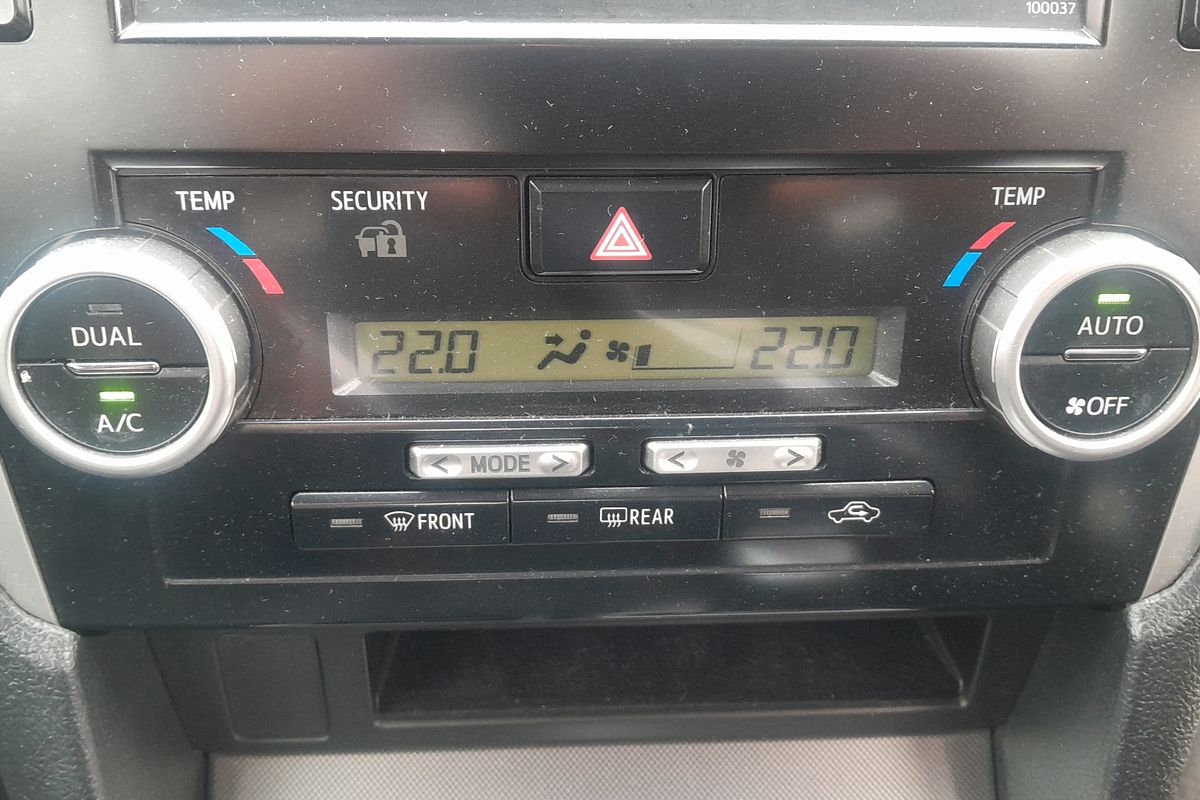 100037
TEMP
SECURITY
TEMP
22.0
22.0
DUAL
A/C
AUTO
OFF
< MODE >
< >
FRONT
REAR